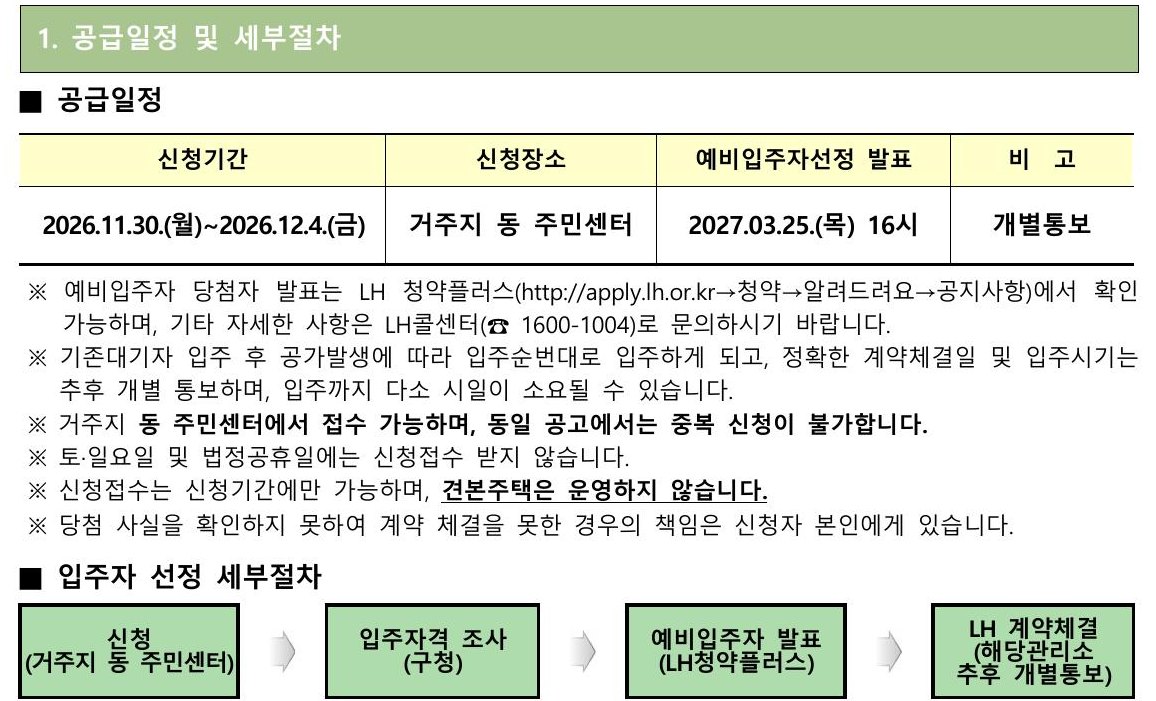 1. 공급일정 및 세부절차
■ 공급일정
신청기간 신청장소 예비입주자선정 발표 비 고
2026.11.30.(월)~2026.12.4.(금) 거주지 동 주민센터 2027.03.25.(목) 16시 개별통보
※ 예비입주자 당첨자 발표는 LH 청약플러스(http://apply.lh.or.kr→청약→알려드려요→공지사항)에서 확인
가능하며, 기타 자세한 사항은 LH콜센터(☎ 1600-1004)로 문의하시기 바랍니다.
※ 기존대기자 입주 후 공가발생에 따라 입주순번대로 입주하게 되고, 정확한 계약체결일 및 입주시기는
추후 개별 통보하며, 입주까지 다소 시일이 소요될 수 있습니다.
※ 거주지 동 주민센터에서 접수 가능하며, 동일 공고에서는 중복 신청이 불가합니다.
※ 토·일요일 및 법정공휴일에는 신청접수 받지 않습니다.
※ 신청접수는 신청기간에만 가능하며, 견본주택은 운영하지 않습니다.
※ 당첨 사실을 확인하지 못하여 계약 체결을 못한 경우의 책임은 신청자 본인에게 있습니다.
■ 입주자 선정 세부절차
신청
(거주지 동 주민센터)
입주자격 조사
(구청)
예비입주자 발표
(LH청약플러스)
LH 계약체결
(해당관리소
추후 개별통보)